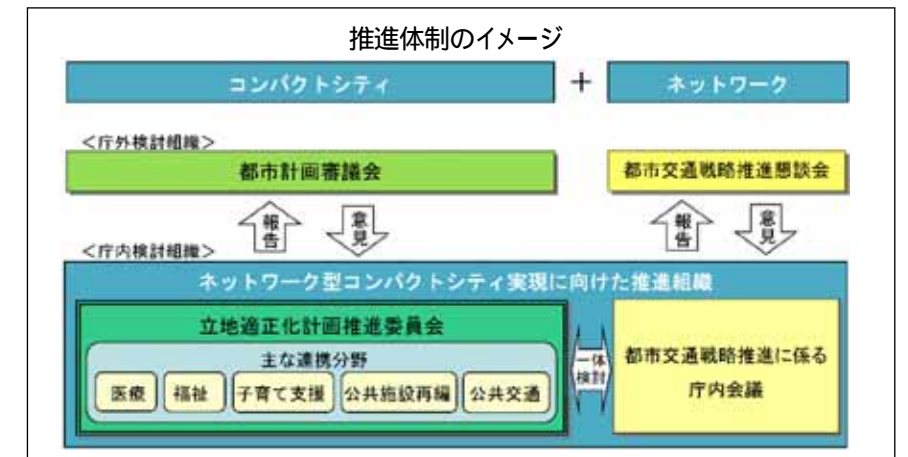 推進体制のイメージ
コンパクトシティ
＋
ネットワーク
＜庁外検討組織＞
都市計画審議会
都市交通戦略推進懇談会
報告
意見
報告
意見
＜庁内検討組織＞
ネットワーク型コンパクトシティ実現に向けた推進組織
立地適正化計画推進委員会
主な連携分野
医療
福祉
子育て支援
公共施設再編
公共交通
一体
検討
都市交通戦略推進に係る
庁内会議